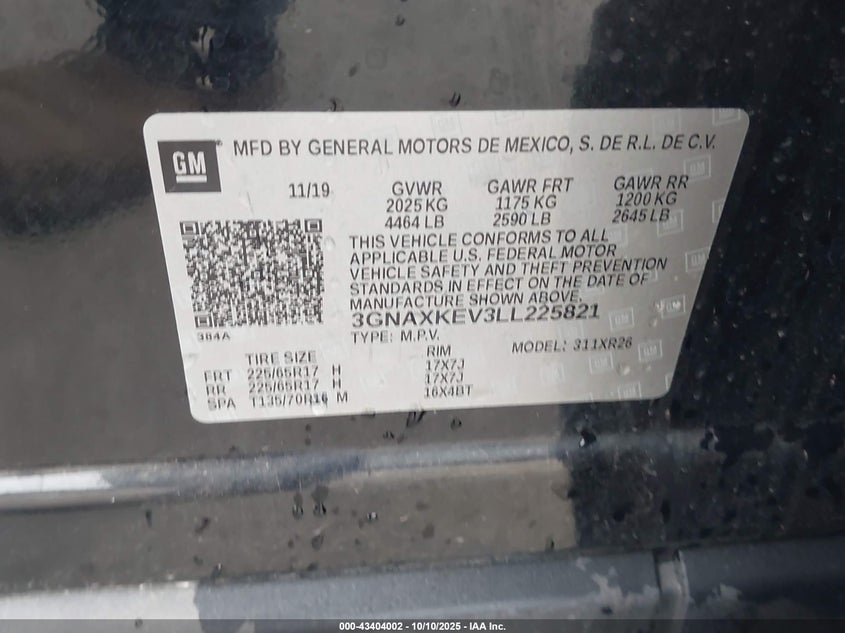 GM
MFD BY GENERAL MOTORS DE MEXICO, S. DE R.L. DE C.V.
11/19 GVWR GAWR FRT GAWR RR
2025 KG 1175 KG 1200 KG
4464 LB 2590 LB 2645 LB
THIS VEHICLE CONFORMS TO ALL
APPLICABLE U.S. FEDERAL MOTOR
VEHICLE SAFETY AND THEFT PREVENTION
STANDARDS IN EFFECT ON THE DATE OF
MANUFACTURE SHOWN ABOVE.
3GNAXKEV3LL225821
384A
TYPE: M.P.V. MODEL: 311XR26
TIRE SIZE RIM
FRT 225/65R17 H 17X7J
RR 225/65R17 H 17X7J
SPA T135/70R16 M 16X4BT
000-43404002 - 10/10/2025 - IAA Inc.